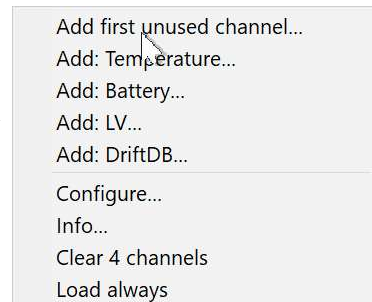 Add first unused channel...
Add: Temperature...
Add: Battery...
Add: LV...
Add: DriftDB...
Configure...
Info...
Clear 4 channels
Load always